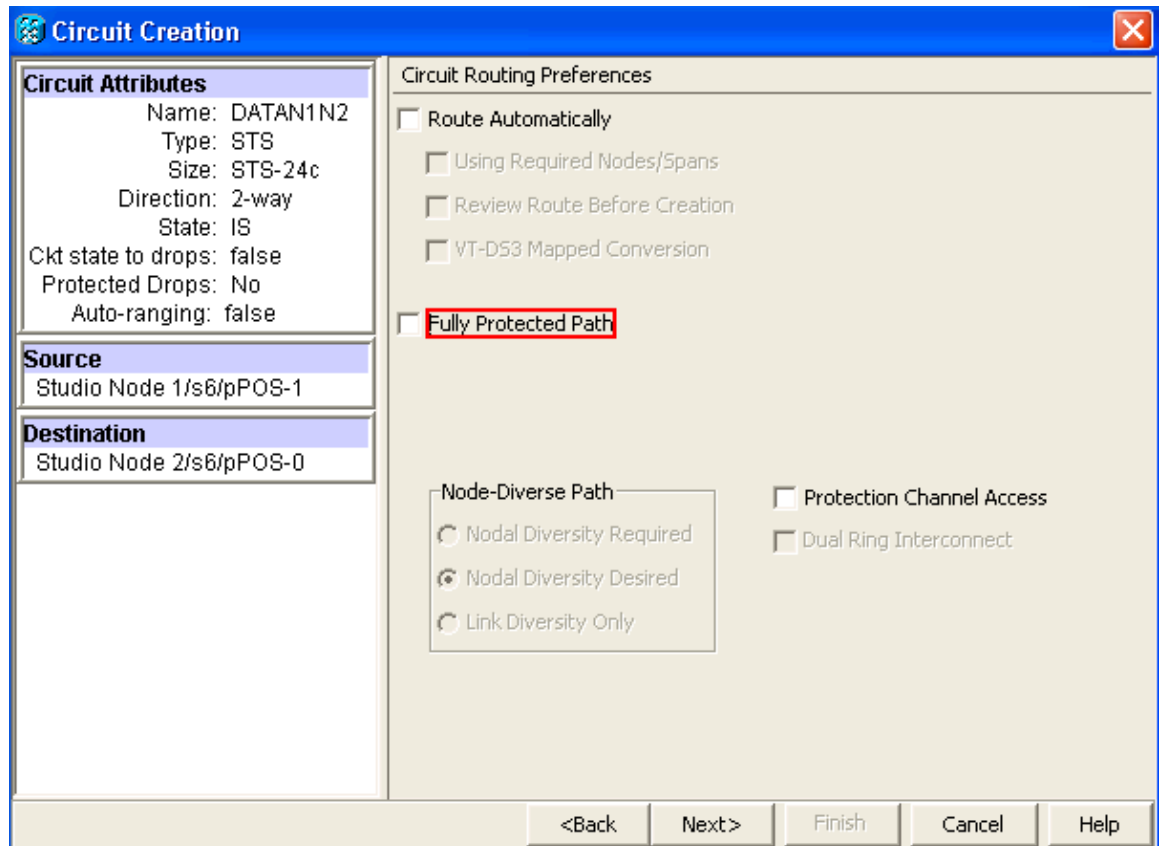 Circuit Creation
Circuit Attributes
Name: DATAN1N2
Type: STS
Size: STS-24c
Direction: 2-way
State: IS
Ckt state to drops: false
Protected Drops: No
Auto-ranging: false
Source
Studio Node 1/s6/pPOS-1
Destination
Studio Node 2/s6/pPOS-0
Circuit Routing Preferences
Route Automatically
Using Required Nodes/Spans
Review Route Before Creation
VT-DS3 Mapped Conversion
Fully Protected Path
Node-Diverse Path
Nodal Diversity Required
Nodal Diversity Desired
Link Diversity Only
Protection Channel Access
Dual Ring Interconnect
<Back Next> Finish Cancel Help